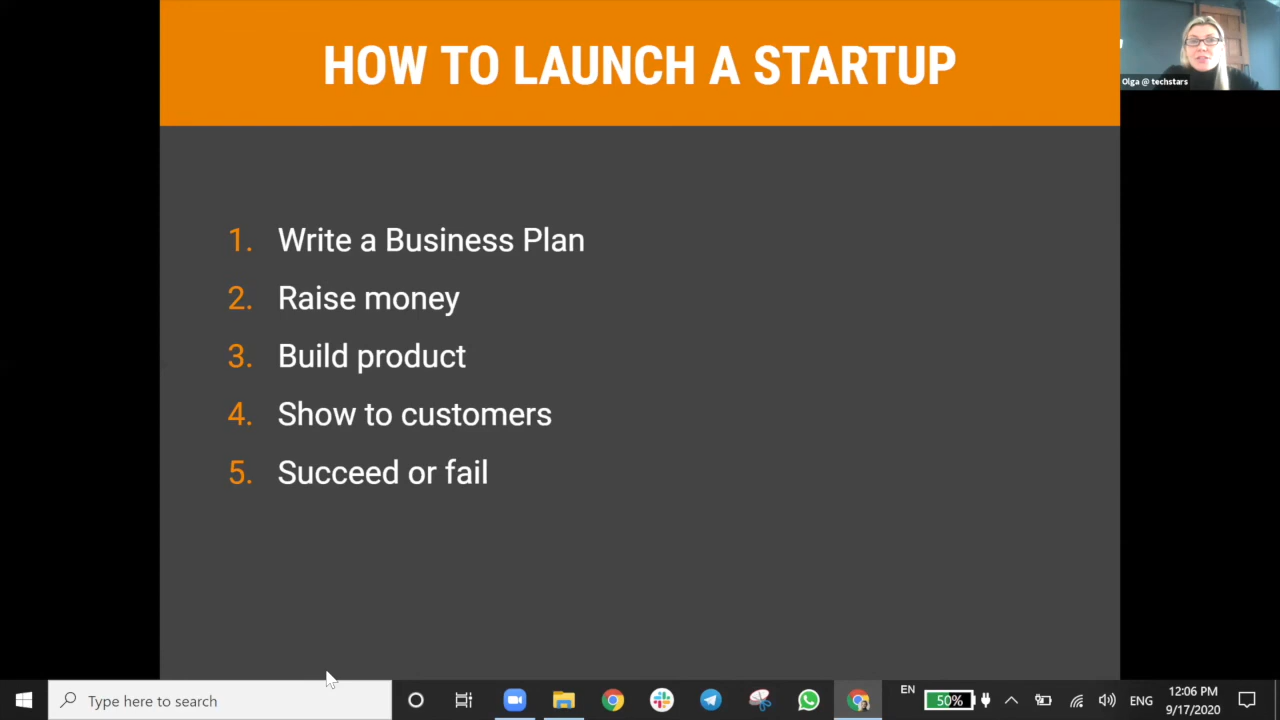 HOW TO LAUNCH A STARTUP
Olga @ techstars
1. Write a Business Plan
2. Raise money
3. Build product
4. Show to customers
5. Succeed or fail
Type here to search
EN
50%
ENG
12:06 PM
9/17/2020